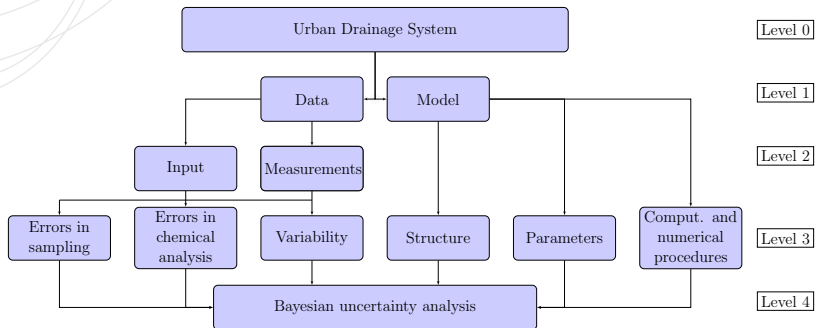 Urban Drainage System
Level 0
Data
Model
Level 1
Input
Measurements
Level 2
Errors in
sampling
Errors in
chemical
analysis
Variability
Structure
Parameters
Comput. and
numerical
procedures
Level 3
Bayesian uncertainty analysis
Level 4